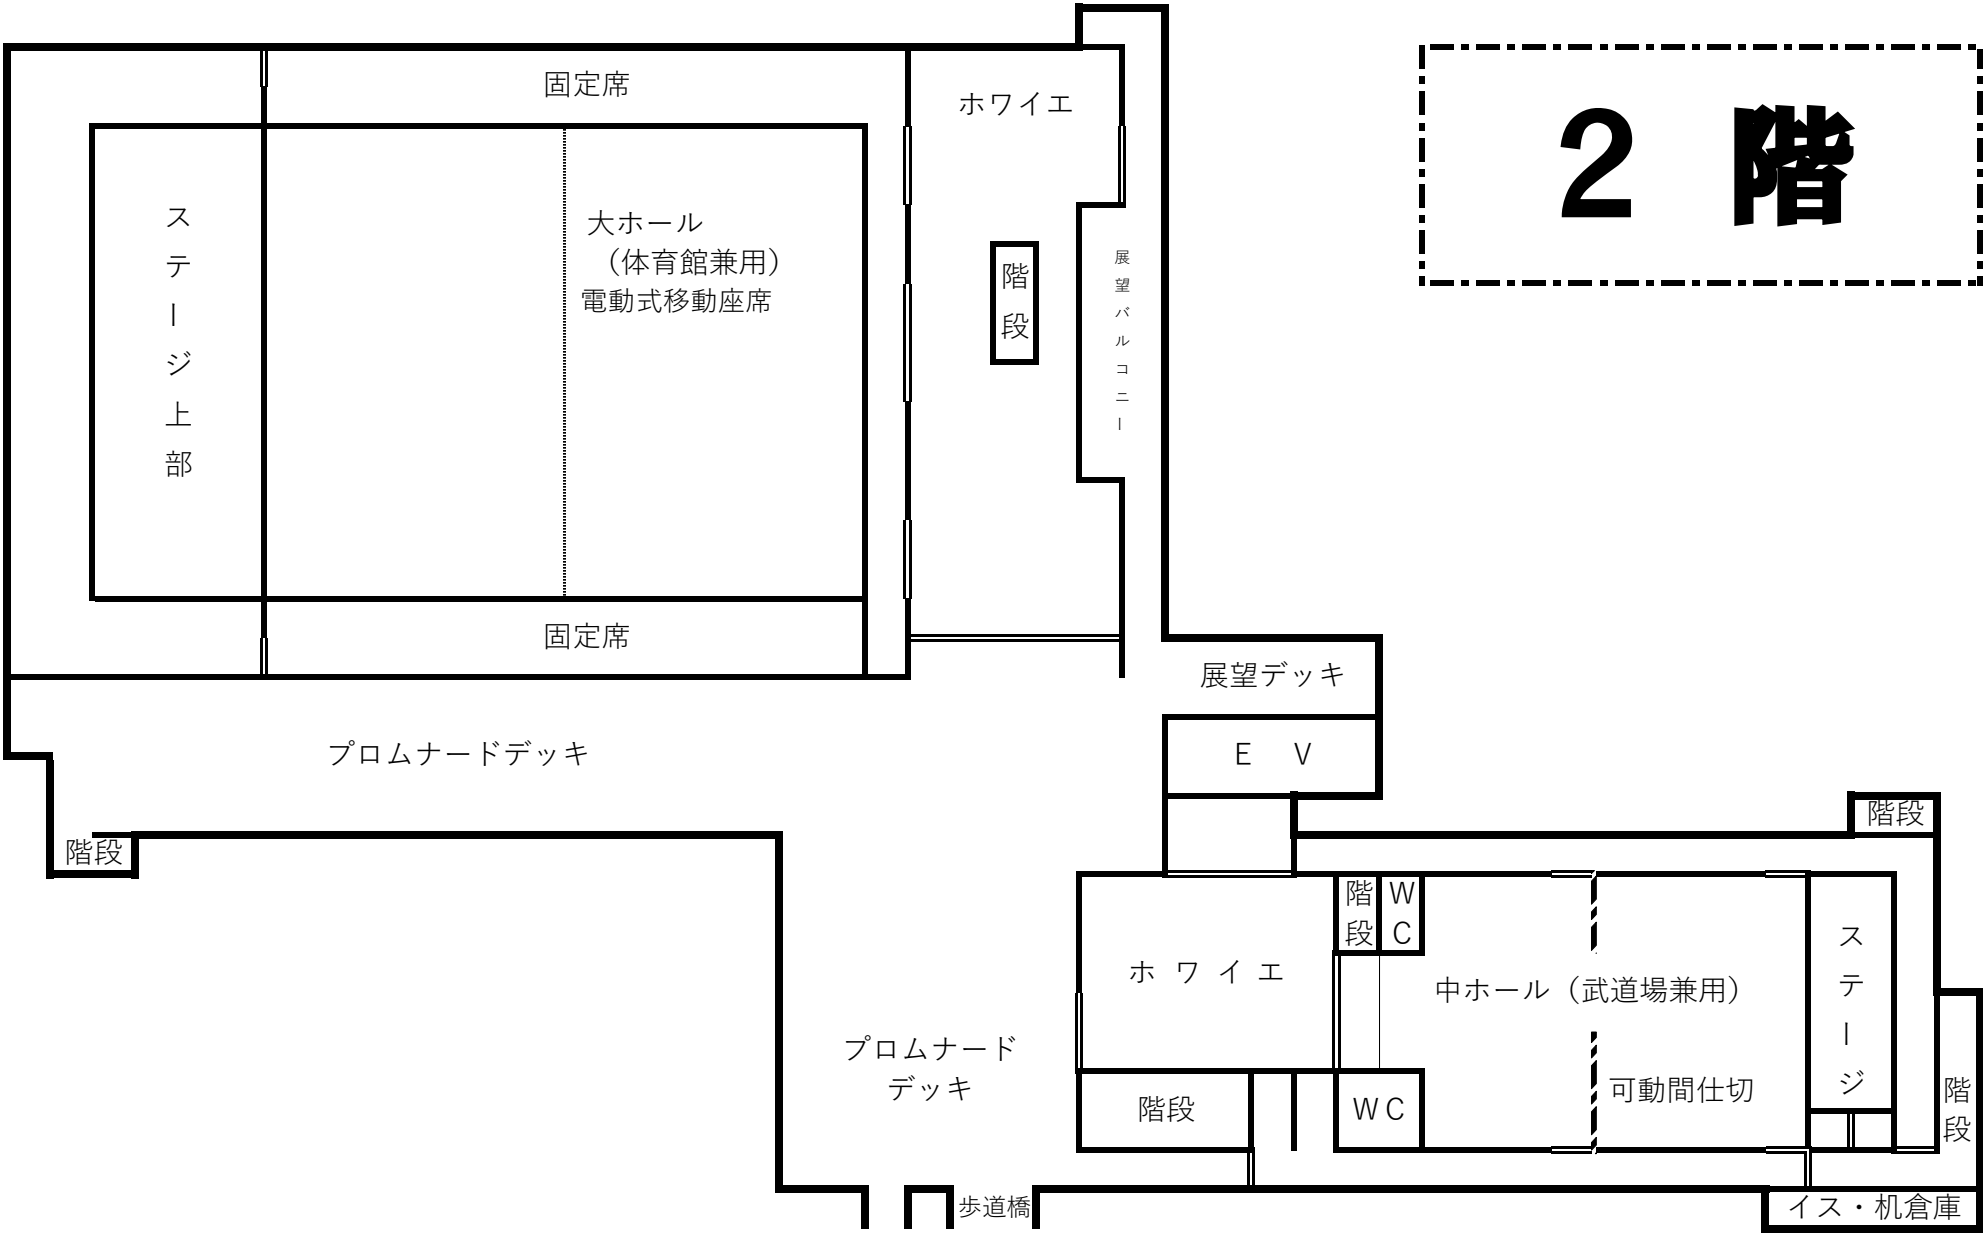 ２ 階
固定席
ホワイエ
ステージ上部
大ホール
（体育館兼用）
電動式移動座席
階段
展望バルコニー
固定席
展望デッキ
プロムナードデッキ
ＥＶ
階段
階段
階段
ＷＣ
ホワイエ
中ホール（武道場兼用）
ステージ
プロムナード
デッキ
階段
ＷＣ
可動間仕切
階段
歩道橋
イス・机倉庫